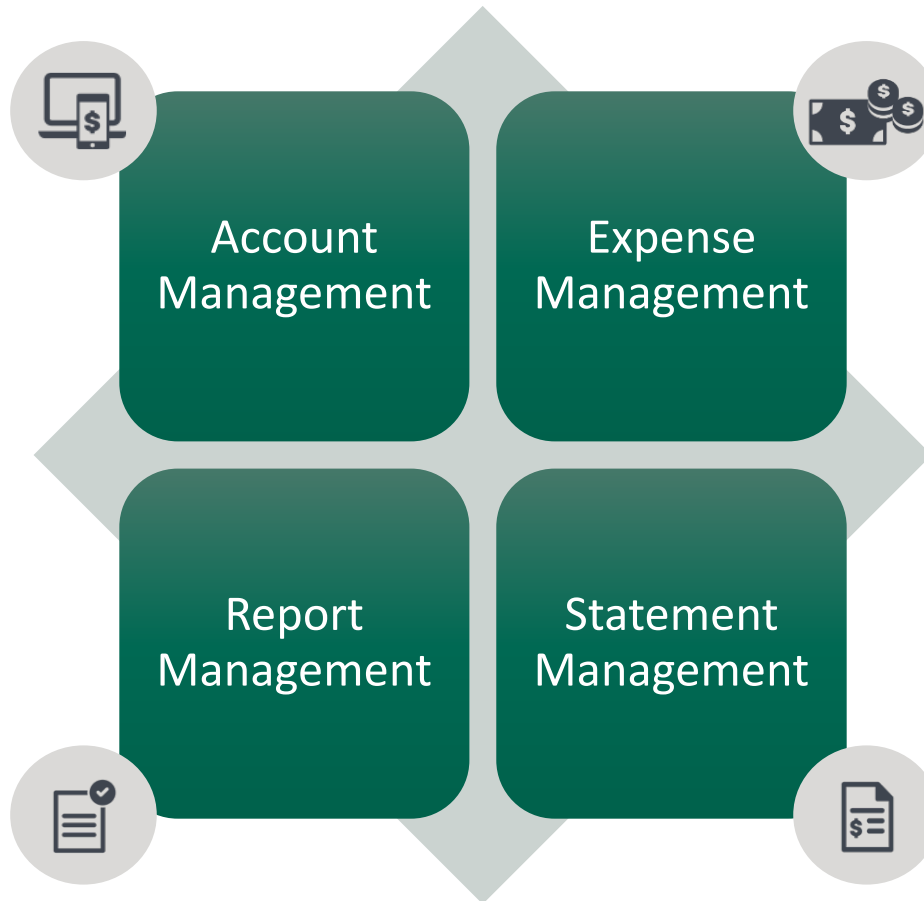 Account
Management
Expense
Management
Report
Management
Statement
Management
$
$
$
$
$